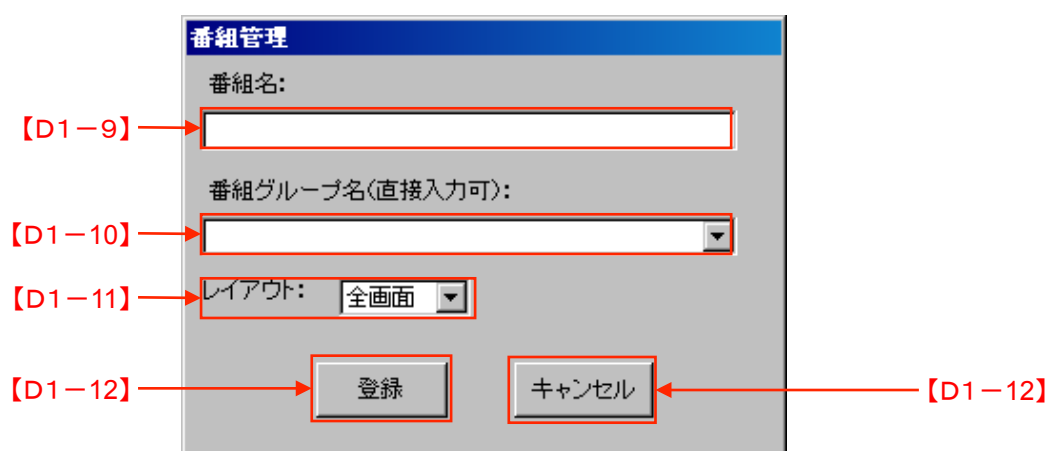 番組管理
番組名:
【D1－9】
番組グループ名(直接入力可):
【D1－10】
【D1－11】
レイアウト: 全画面
【D1－12】
登録 キャンセル
【D1－12】